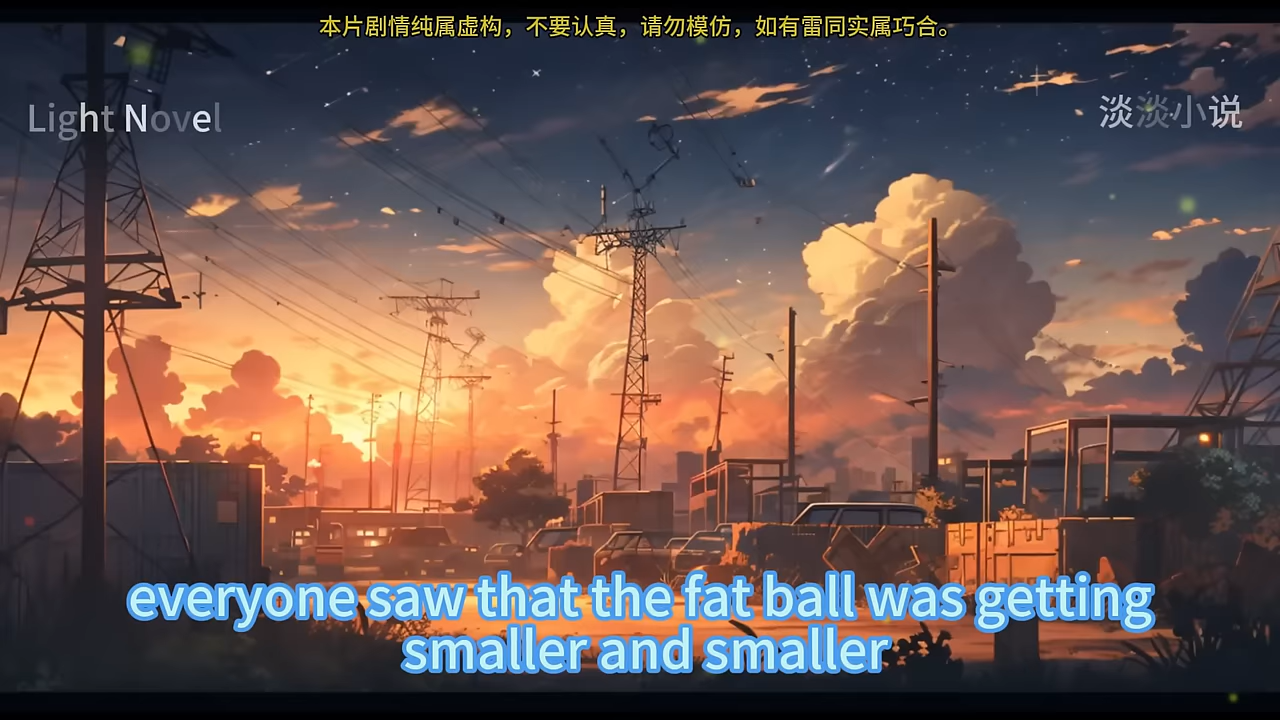 本片剧情纯属虚构，不要认真，请勿模仿，如有雷同实属巧合。
Light Novel
淡淡小说
everyone saw that the fat ball was getting
smaller and smaller